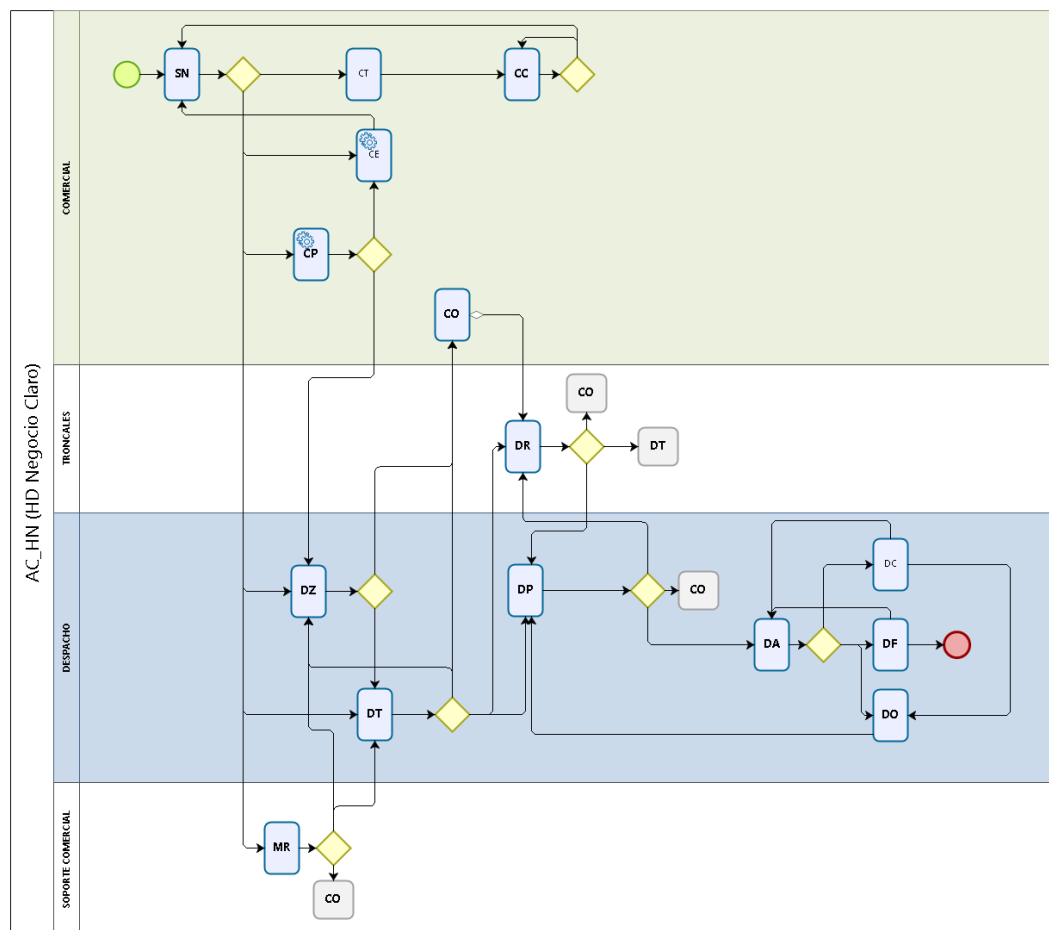 AC_HN (HD Negocio Claro)
COMERCIAL
SN
CT
CC
CE
CP
CO
TRONCALES
CO
DR
DT
DESPACHO
DC
DZ
DP
CO
DA
DF
DT
DO
SOPORTE COMERCIAL
MR
CO